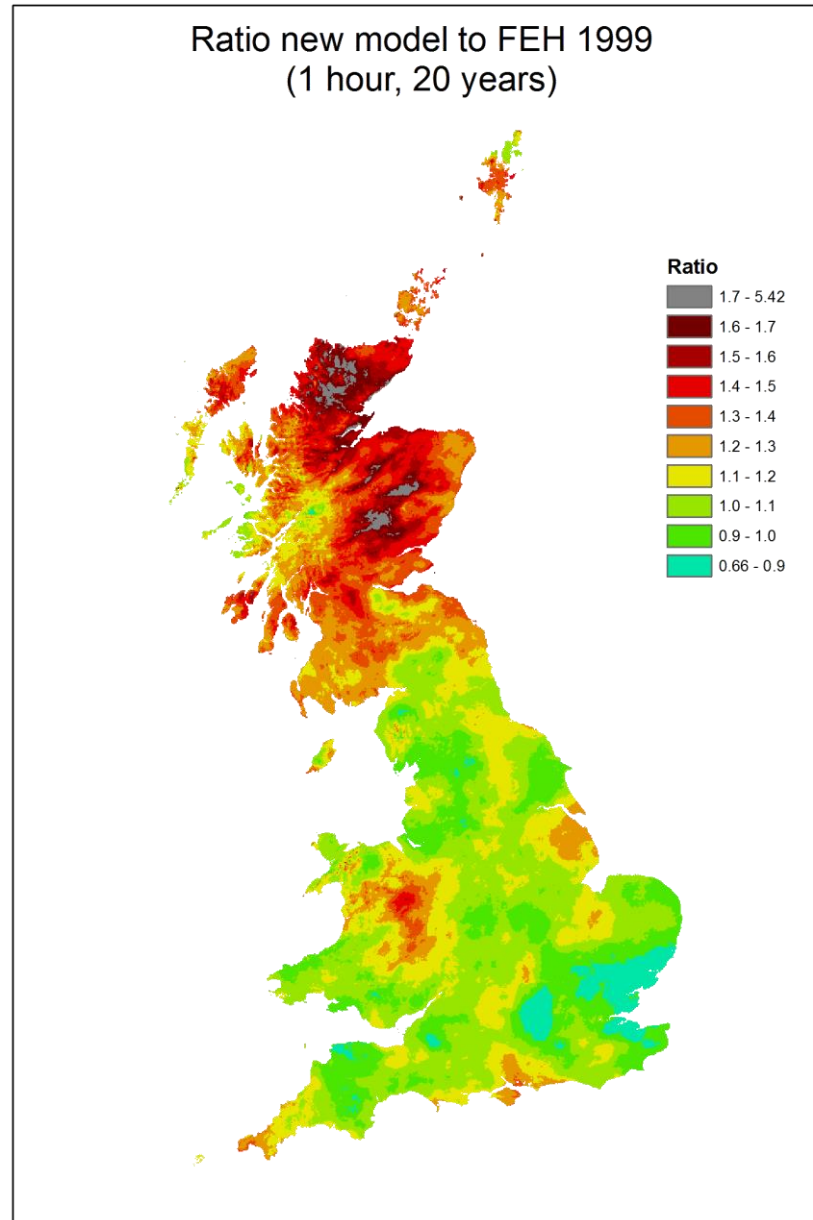 Ratio new model to FEH 1999
(1 hour, 20 years)
Ratio
1.7 - 5.42
1.6 - 1.7
1.5 - 1.6
1.4 - 1.5
1.3 - 1.4
1.2 - 1.3
1.1 - 1.2
1.0 - 1.1
0.9 - 1.0
0.66 - 0.9